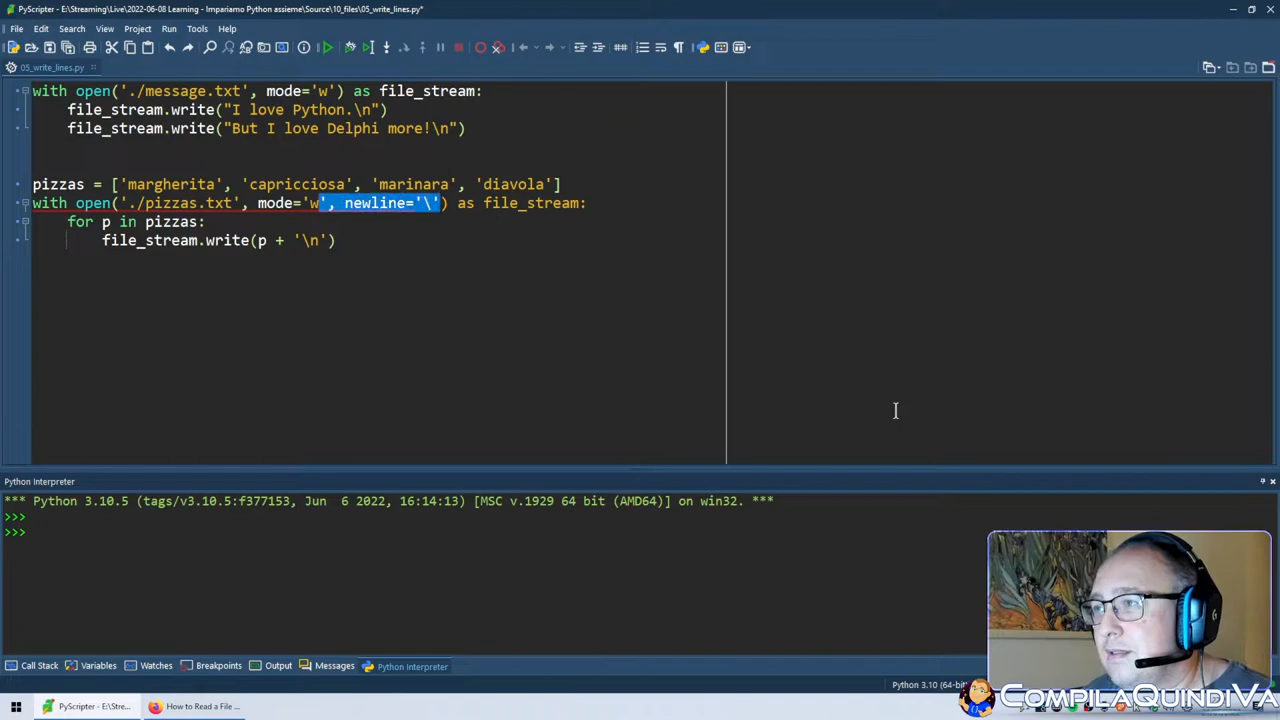 PyScripter - E:\Streaming\Live\2022-06-08 Learning - Impariamo Python assieme\Source\10_files\05_write_lines.py*
File Edit Search View Project Run Tools Help
05_write_lines.py
with open('./message.txt', mode='w') as file_stream:
file_stream.write("I love Python.\n")
file_stream.write("But I love Delphi more!\n")
pizzas = ['margherita', 'capricciosa', 'marinara', 'diavola']
with open('./pizzas.txt', mode='w', newline='\') as file_stream:
for p in pizzas:
file_stream.write(p + '\n')
Python Interpreter
*** Python 3.10.5 (tags/v3.10.5:f377153, Jun 6 2022, 16:14:13) [MSC v.1929 64 bit (AMD64)] on win32. ***
>>>
>>>
Call Stack Variables Watches Breakpoints Output Messages Python Interpreter
Python 3.10 (64-bit
COMPILAQUINDIVA
PyScripter - E:\Stre... How to Read a File ...